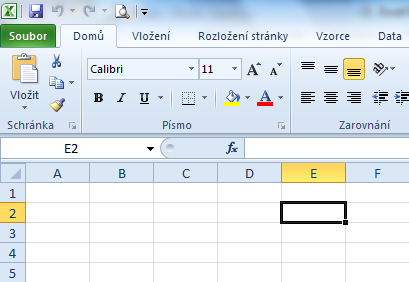 Soubor Domů Vložení Rozložení stránky Vzorce Data
Calibri 11 A A
Vložit B I U A
Schránka Písmo Zarovnání
E2 fx
A B C D E F
1
2
3
4
5